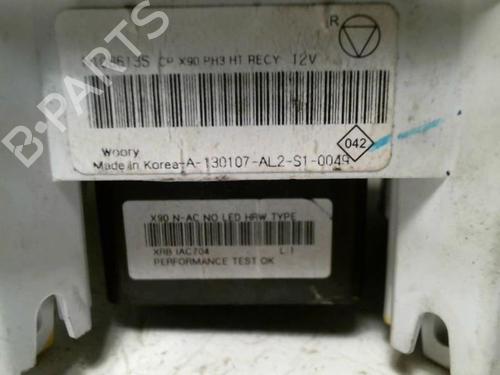 R
CP X90 PH3 HT RECY 12V
042
Woory
Made in Korea-A-130107-AL2-S1-0049
X90 N-AC NO LED HRW TYPE
XRB IAC704 L:1
PERFORMANCE TEST OK
B-PARTS